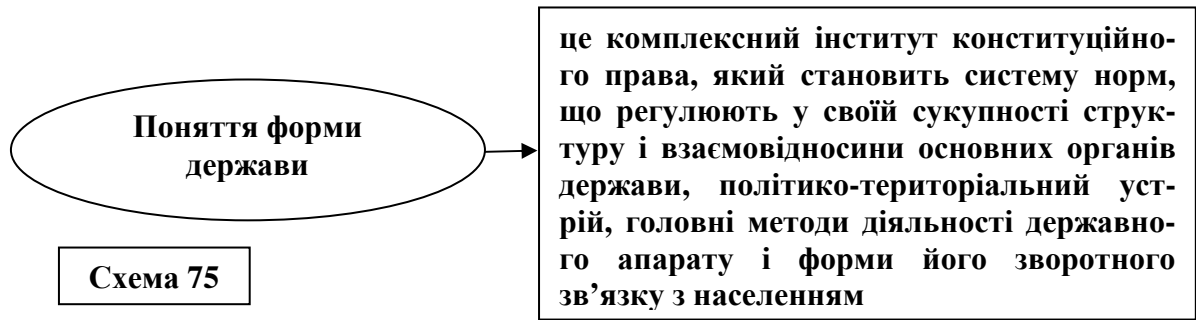 Поняття форми
держави
Схема 75
це комплексний інститут конституційно-
го права, який становить систему норм,
що регулюють у своїй сукупності струк-
туру і взаємовідносини основних органів
держави, політико-територіальний уст-
рій, головні методи діяльності державно-
го апарату і форми його зворотного
зв’язку з населенням